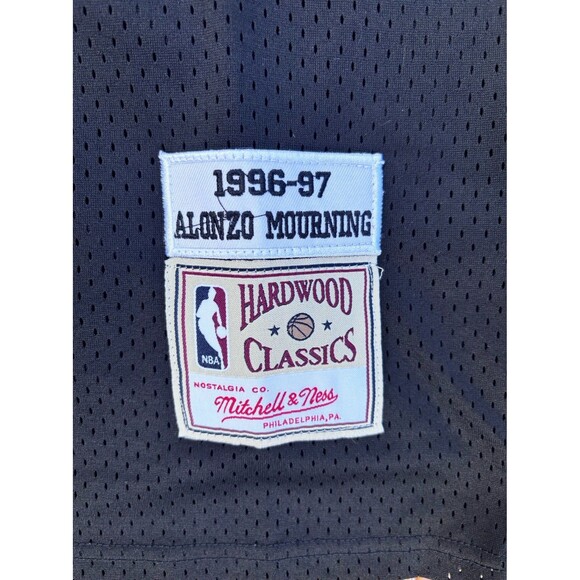 1996-97
ALONZO MOURNING
HARDWOOD
CLASSICS
NBA
NOSTALGIA CO.
Mitchell & Ness
PHILADELPHIA, PA.